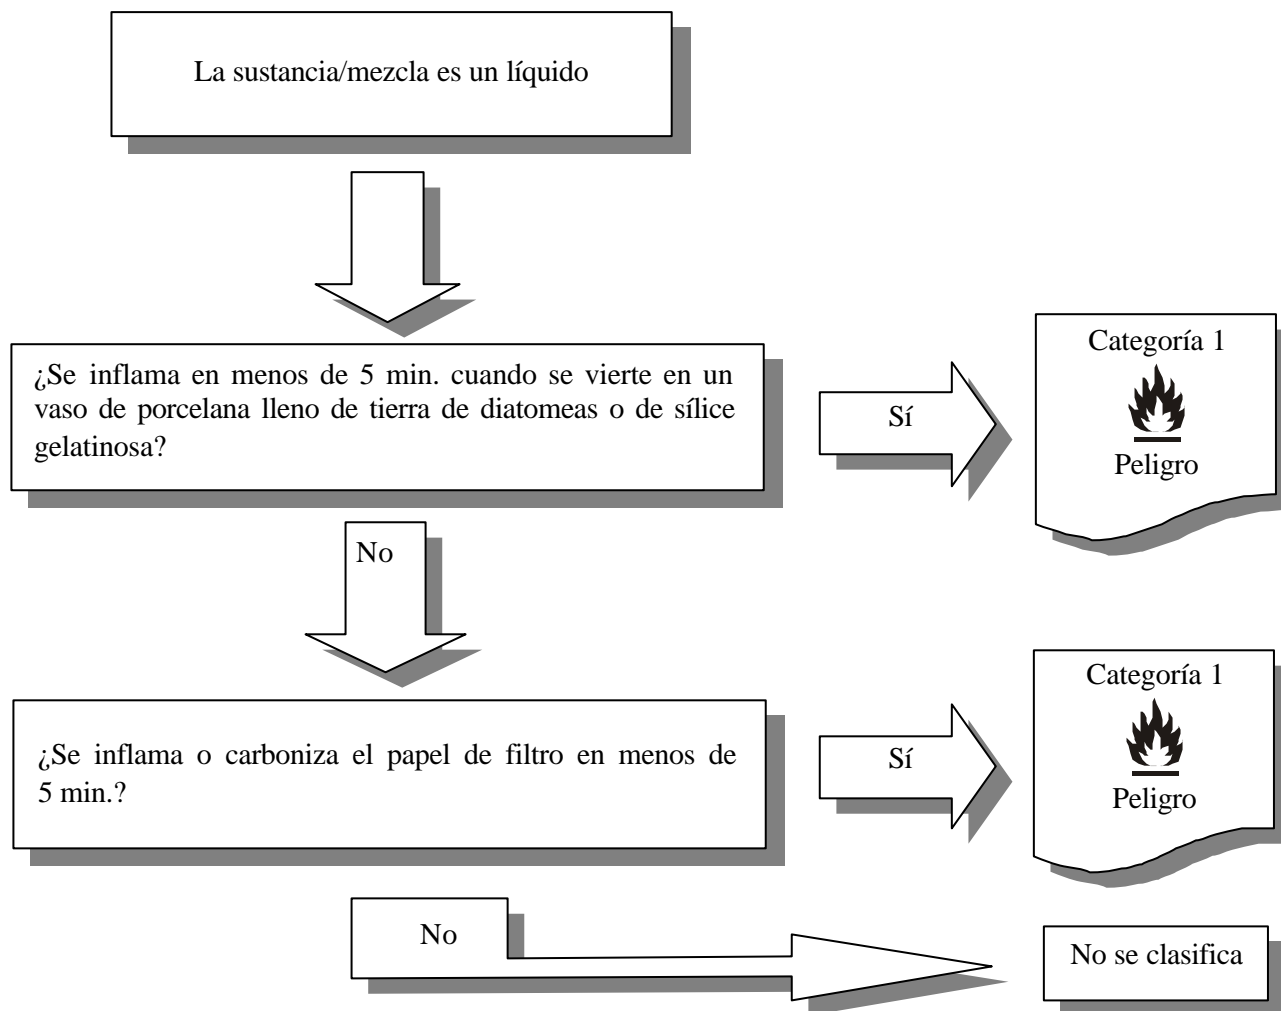 La sustancia/mezcla es un líquido
¿Se inflama en menos de 5 min. cuando se vierte en un
vaso de porcelana lleno de tierra de diatomeas o de sílice
gelatinosa?
Sí
Categoría 1
Peligro
No
¿Se inflama o carboniza el papel de filtro en menos de
5 min.?
Sí
Categoría 1
Peligro
No
No se clasifica